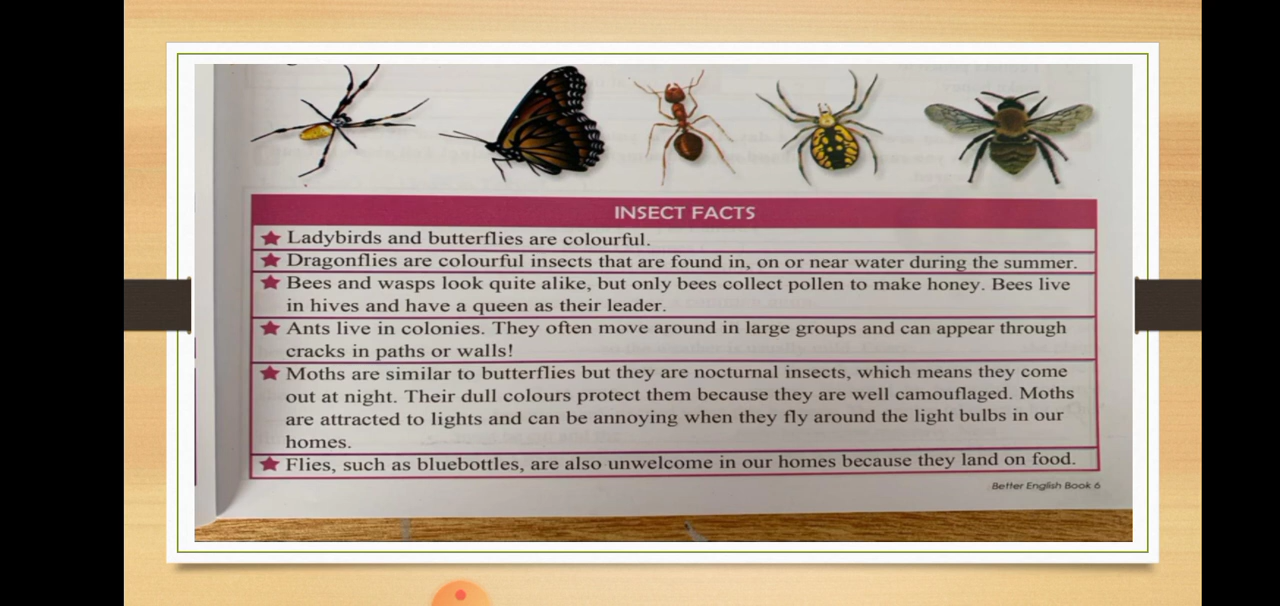 INSECT FACTS
Ladybirds and butterflies are colourful.
Dragonflies are colourful insects that are found in, on or near water during the summer.
Bees and wasps look quite alike, but only bees collect pollen to make honey. Bees live
in hives and have a queen as their leader.
Ants live in colonies. They often move around in large groups and can appear through
cracks in paths or walls!
Moths are similar to butterflies but they are nocturnal insects, which means they come
out at night. Their dull colours protect them because they are well camouflaged. Moths
are attracted to lights and can be annoying when they fly around the light bulbs in our
homes.
Flies, such as bluebottles, are also unwelcome in our homes because they land on food.
Better English Book 6